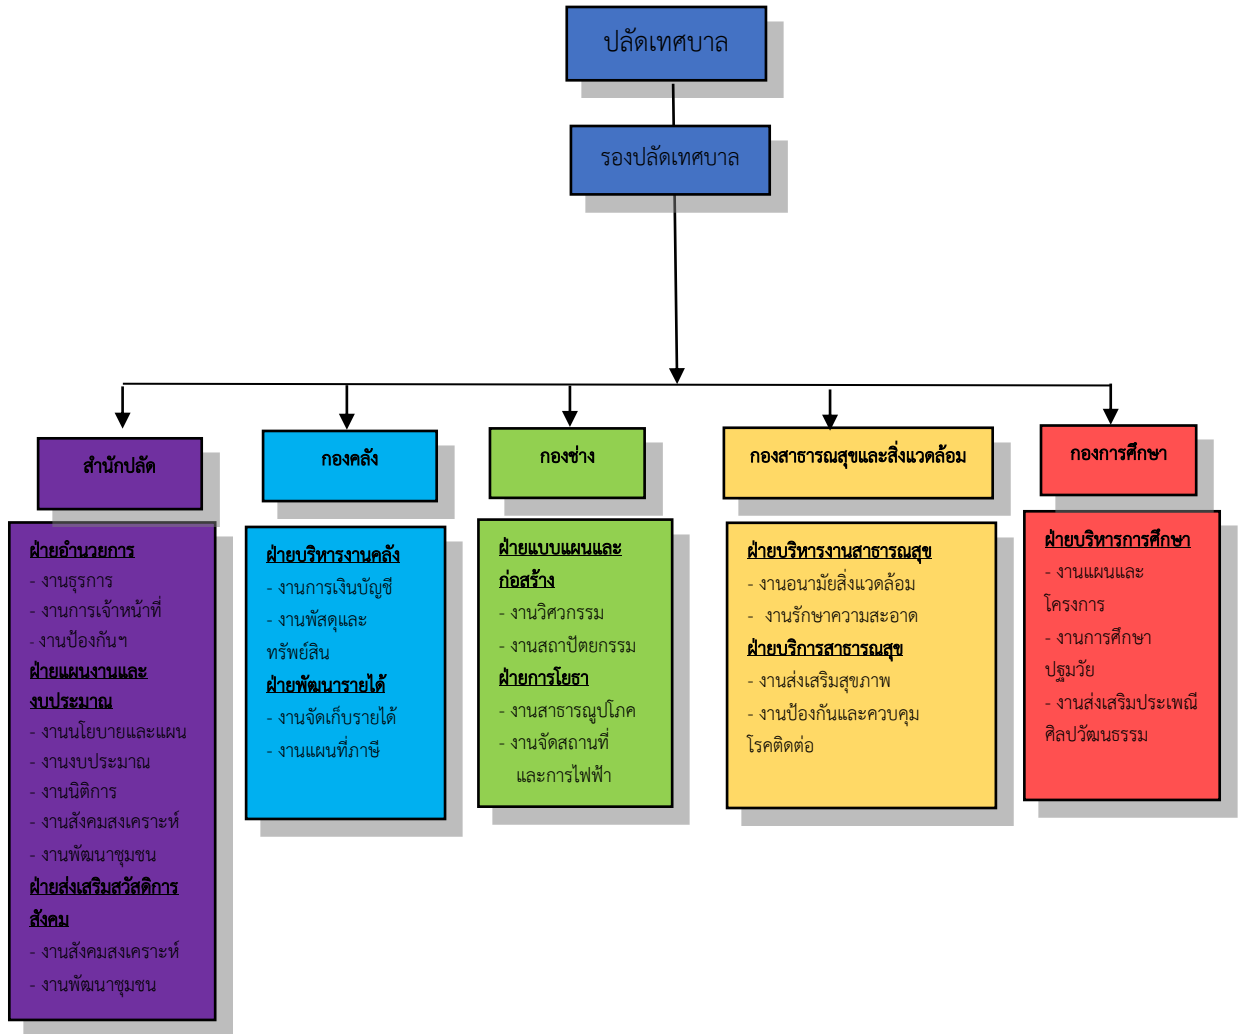 ปลัดเทศบาล
รองปลัดเทศบาล
สำนักปลัด
กองคลัง
กองช่าง
กองสาธารณสุขและสิ่งแวดล้อม
กองการศึกษา
ฝ่ายอำนวยการ
- งานธุรการ
- งานการเจ้าหน้าที่
- งานป้องกันฯ
ฝ่ายแผนงานและ
งบประมาณ
- งานนโยบายและแผน
- งานงบประมาณ
- งานนิติการ
- งานสังคมสงเคราะห์
- งานพัฒนาชุมชน
ฝ่ายส่งเสริมสวัสดิการ
สังคม
- งานสังคมสงเคราะห์
- งานพัฒนาชุมชน
ฝ่ายบริหารงานคลัง
- งานการเงินบัญชี
- งานพัสดุและ
ทรัพย์สิน
ฝ่ายพัฒนารายได้
- งานจัดเก็บรายได้
- งานแผนที่ภาษี
ฝ่ายแบบแผนและ
ก่อสร้าง
- งานวิศวกรรม
- งานสถาปัตยกรรม
ฝ่ายการโยธา
- งานสาธารณูปโภค
- งานจัดสถานที่
และการไฟฟ้า
ฝ่ายบริหารงานสาธารณสุข
- งานอนามัยสิ่งแวดล้อม
- งานรักษาความสะอาด
ฝ่ายบริการสาธารณสุข
- งานส่งเสริมสุขภาพ
- งานป้องกันและควบคุม
โรคติดต่อ
ฝ่ายบริหารการศึกษา
- งานแผนและ
โครงการ
- งานการศึกษา
ปฐมวัย
- งานส่งเสริมประเพณี
ศิลปวัฒนธรรม